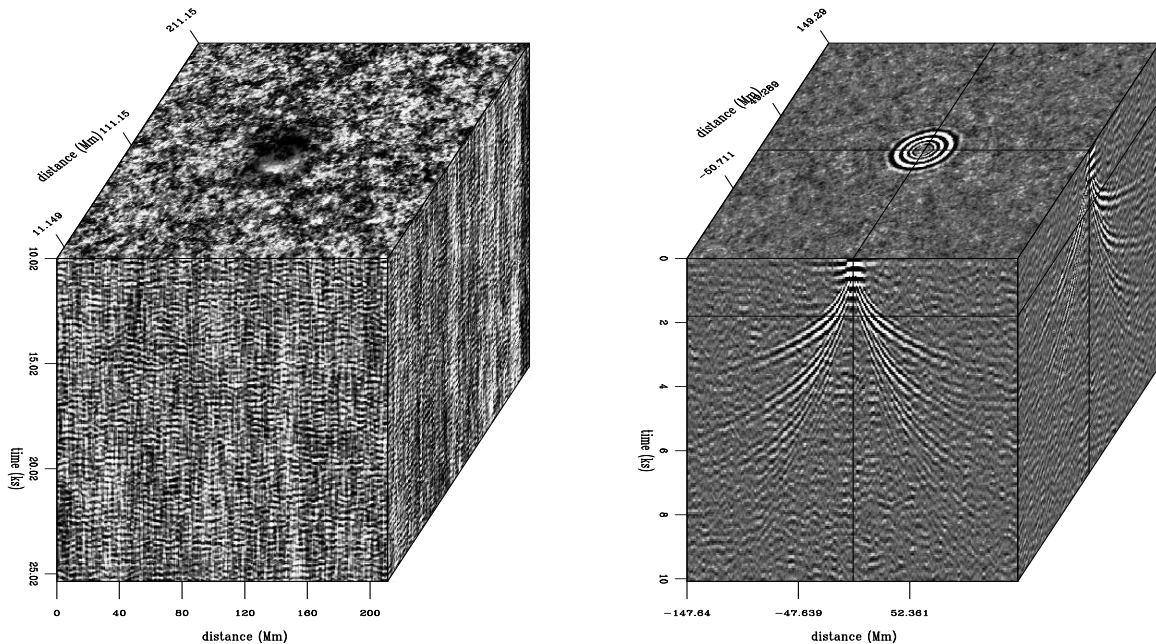 211.15
distance (Mm)
111.15
11.149
10.02
15.02
20.02
25.02
time (ks)
0 40 80 120 160 200
distance (Mm)
149.29
distance (Mm)
49.289
-50.711
0
2
4
6
8
10
time (ks)
-147.64 -47.639 52.361
distance (Mm)